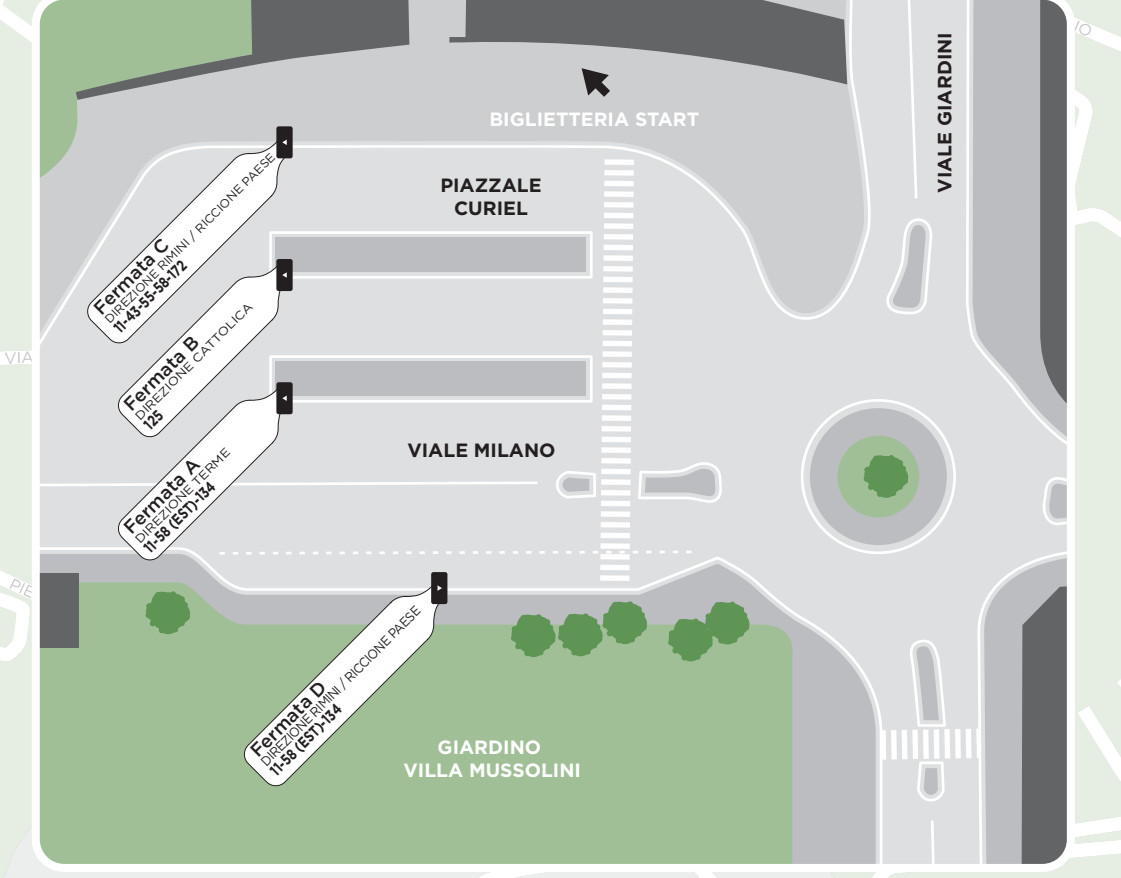 VIALE GIARDINI
BIGLIETTERIA START
PIAZZALE
CURIEL
Fermata C
DIREZIONE RIMINI / RICCIONE PAESE
11-43-55-58-172
Fermata B
DIREZIONE CATTOLICA
125
VIA
Fermata A
DIREZIONE TERME
11-58 (EST)-134
VIALE MILANO
PIE
Fermata D
DIREZIONE RIMINI / RICCIONE PAESE
11-58 (EST)-134
GIARDINO
VILLA MUSSOLINI